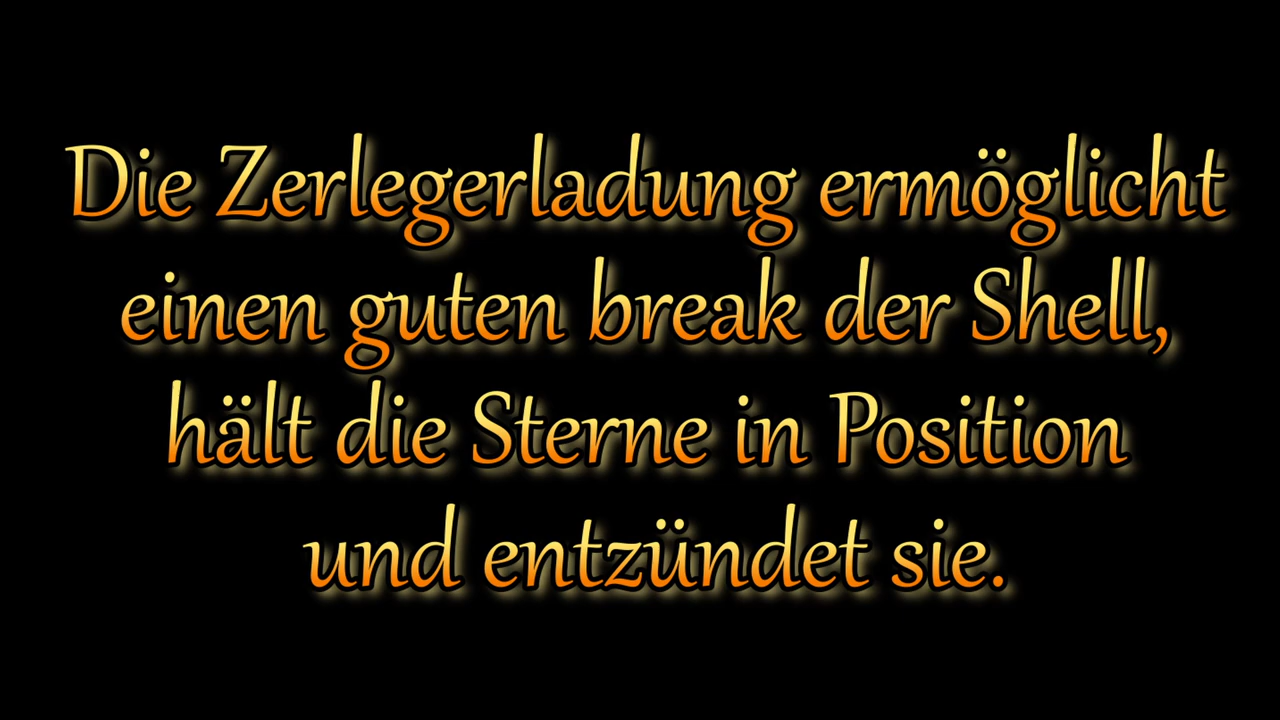 Die Zerlegerladung ermöglicht
einen guten break der Shell,
hält die Sterne in Position
und entzündet sie.